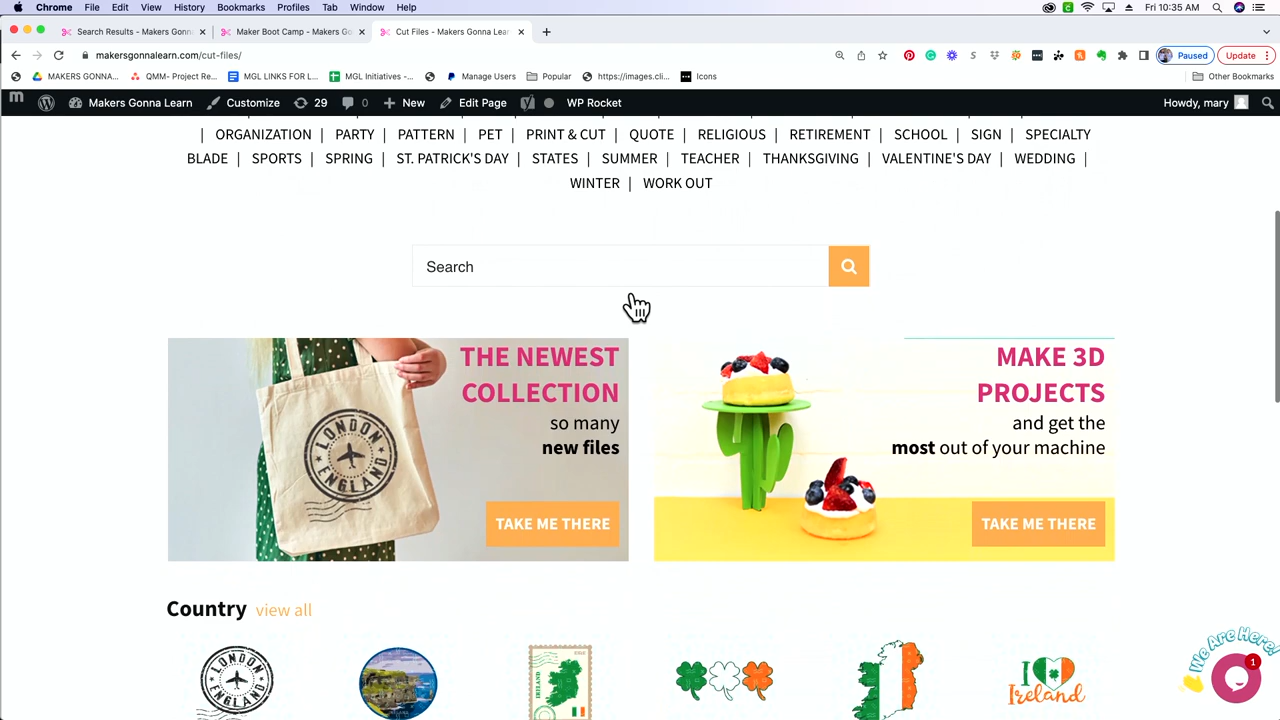 Chrome File Edit View History Bookmarks Profiles Tab Window Help Fri 10:35 AM
Search Results - Makers Gonn Maker Boot Camp - Makers Go Cut Files - Makers Gonna Lear
makersgonnalearn.com/cut-files/ Paused Update
MAKERS GONNA... QMM- Project Re... MGL LINKS FOR L... MGL Initiatives -... Manage Users Popular https://images.cli... Icons Other Bookmarks
Makers Gonna Learn Customize 29 0 New Edit Page WP Rocket Howdy, mary
| ORGANIZATION | PARTY | PATTERN | PET | PRINT & CUT | QUOTE | RELIGIOUS | RETIREMENT | SCHOOL | SIGN | SPECIALTY
BLADE | SPORTS | SPRING | ST. PATRICK'S DAY | STATES | SUMMER | TEACHER | THANKSGIVING | VALENTINE'S DAY | WEDDING |
WINTER | WORK OUT
Search
THE NEWEST
COLLECTION
so many
new files
TAKE ME THERE
LONDON
ENGLAND
MAKE 3D
PROJECTS
and get the
most out of your machine
TAKE ME THERE
Country view all
LONDON
ENGLAND
IRELAND
I
Ireland
We Are Here!
1